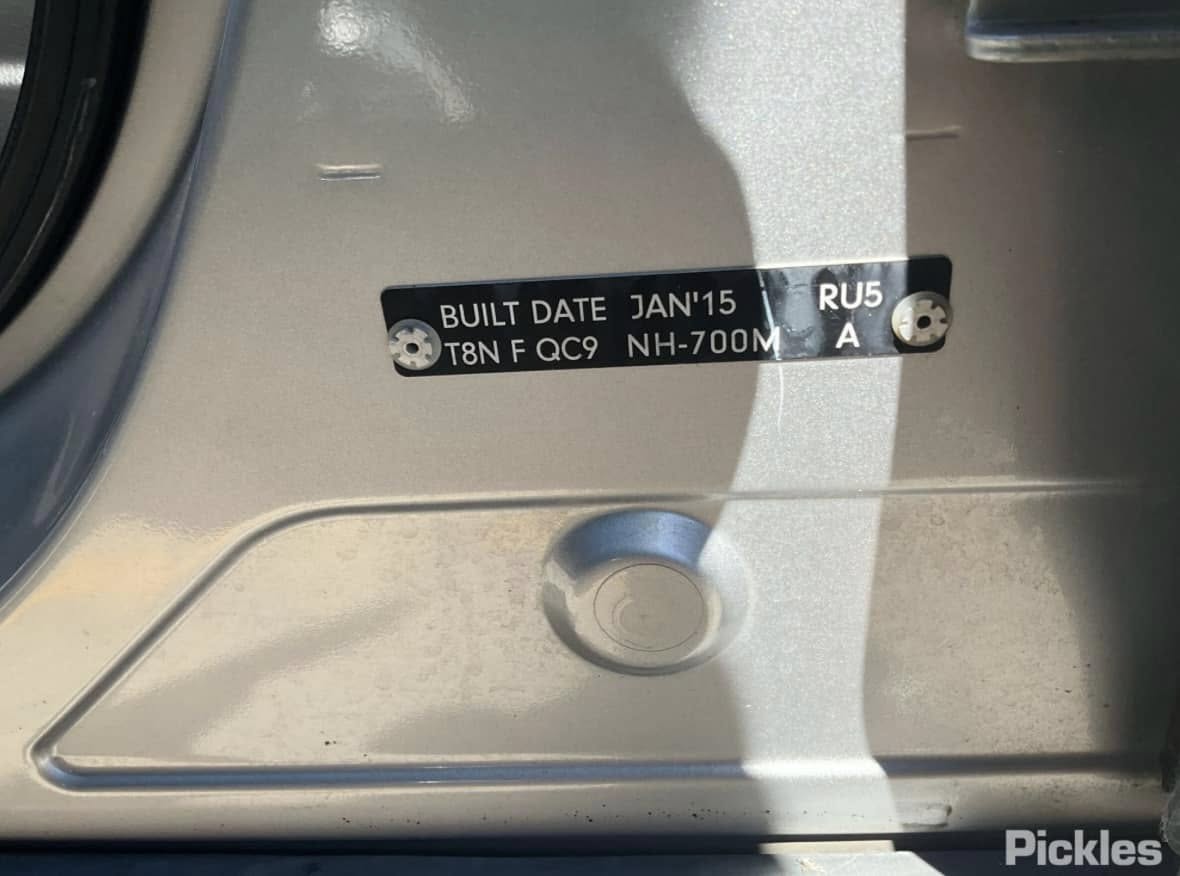 BUILT DATE JAN'15 RU5
T8N F QC9 NH-700M A
Pickles